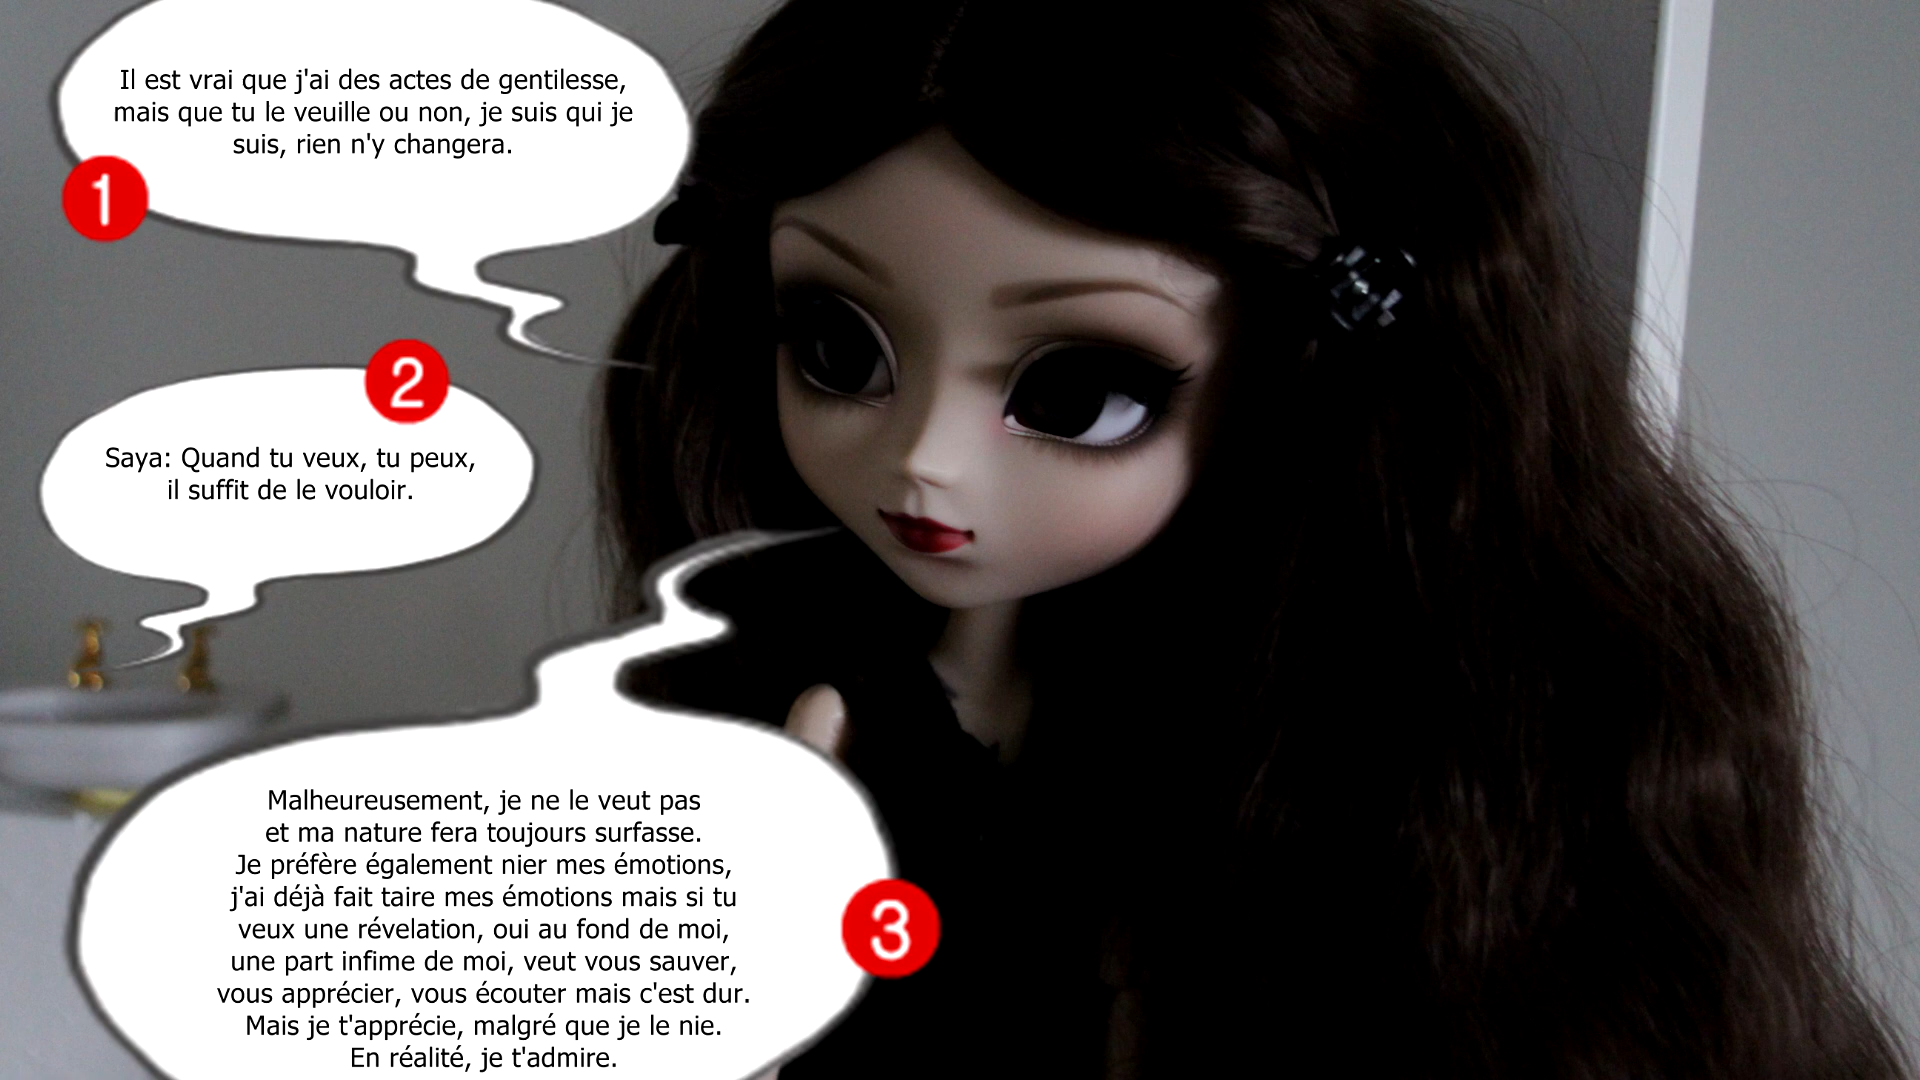 Il est vrai que j'ai des actes de gentilesse,
mais que tu le veuille ou non, je suis qui je
suis, rien n'y changera.
1
2
Saya: Quand tu veux, tu peux,
il suffit de le vouloir.
Malheureusement, je ne le veut pas
et ma nature fera toujours surfasse.
Je préfère également nier mes émotions,
j'ai déjà fait taire mes émotions mais si tu
veux une révelation, oui au fond de moi,
une part infime de moi, veut vous sauver,
vous apprécier, vous écouter mais c'est dur.
Mais je t'apprécie, malgré que je le nie.
En réalité, je t'admire.
3